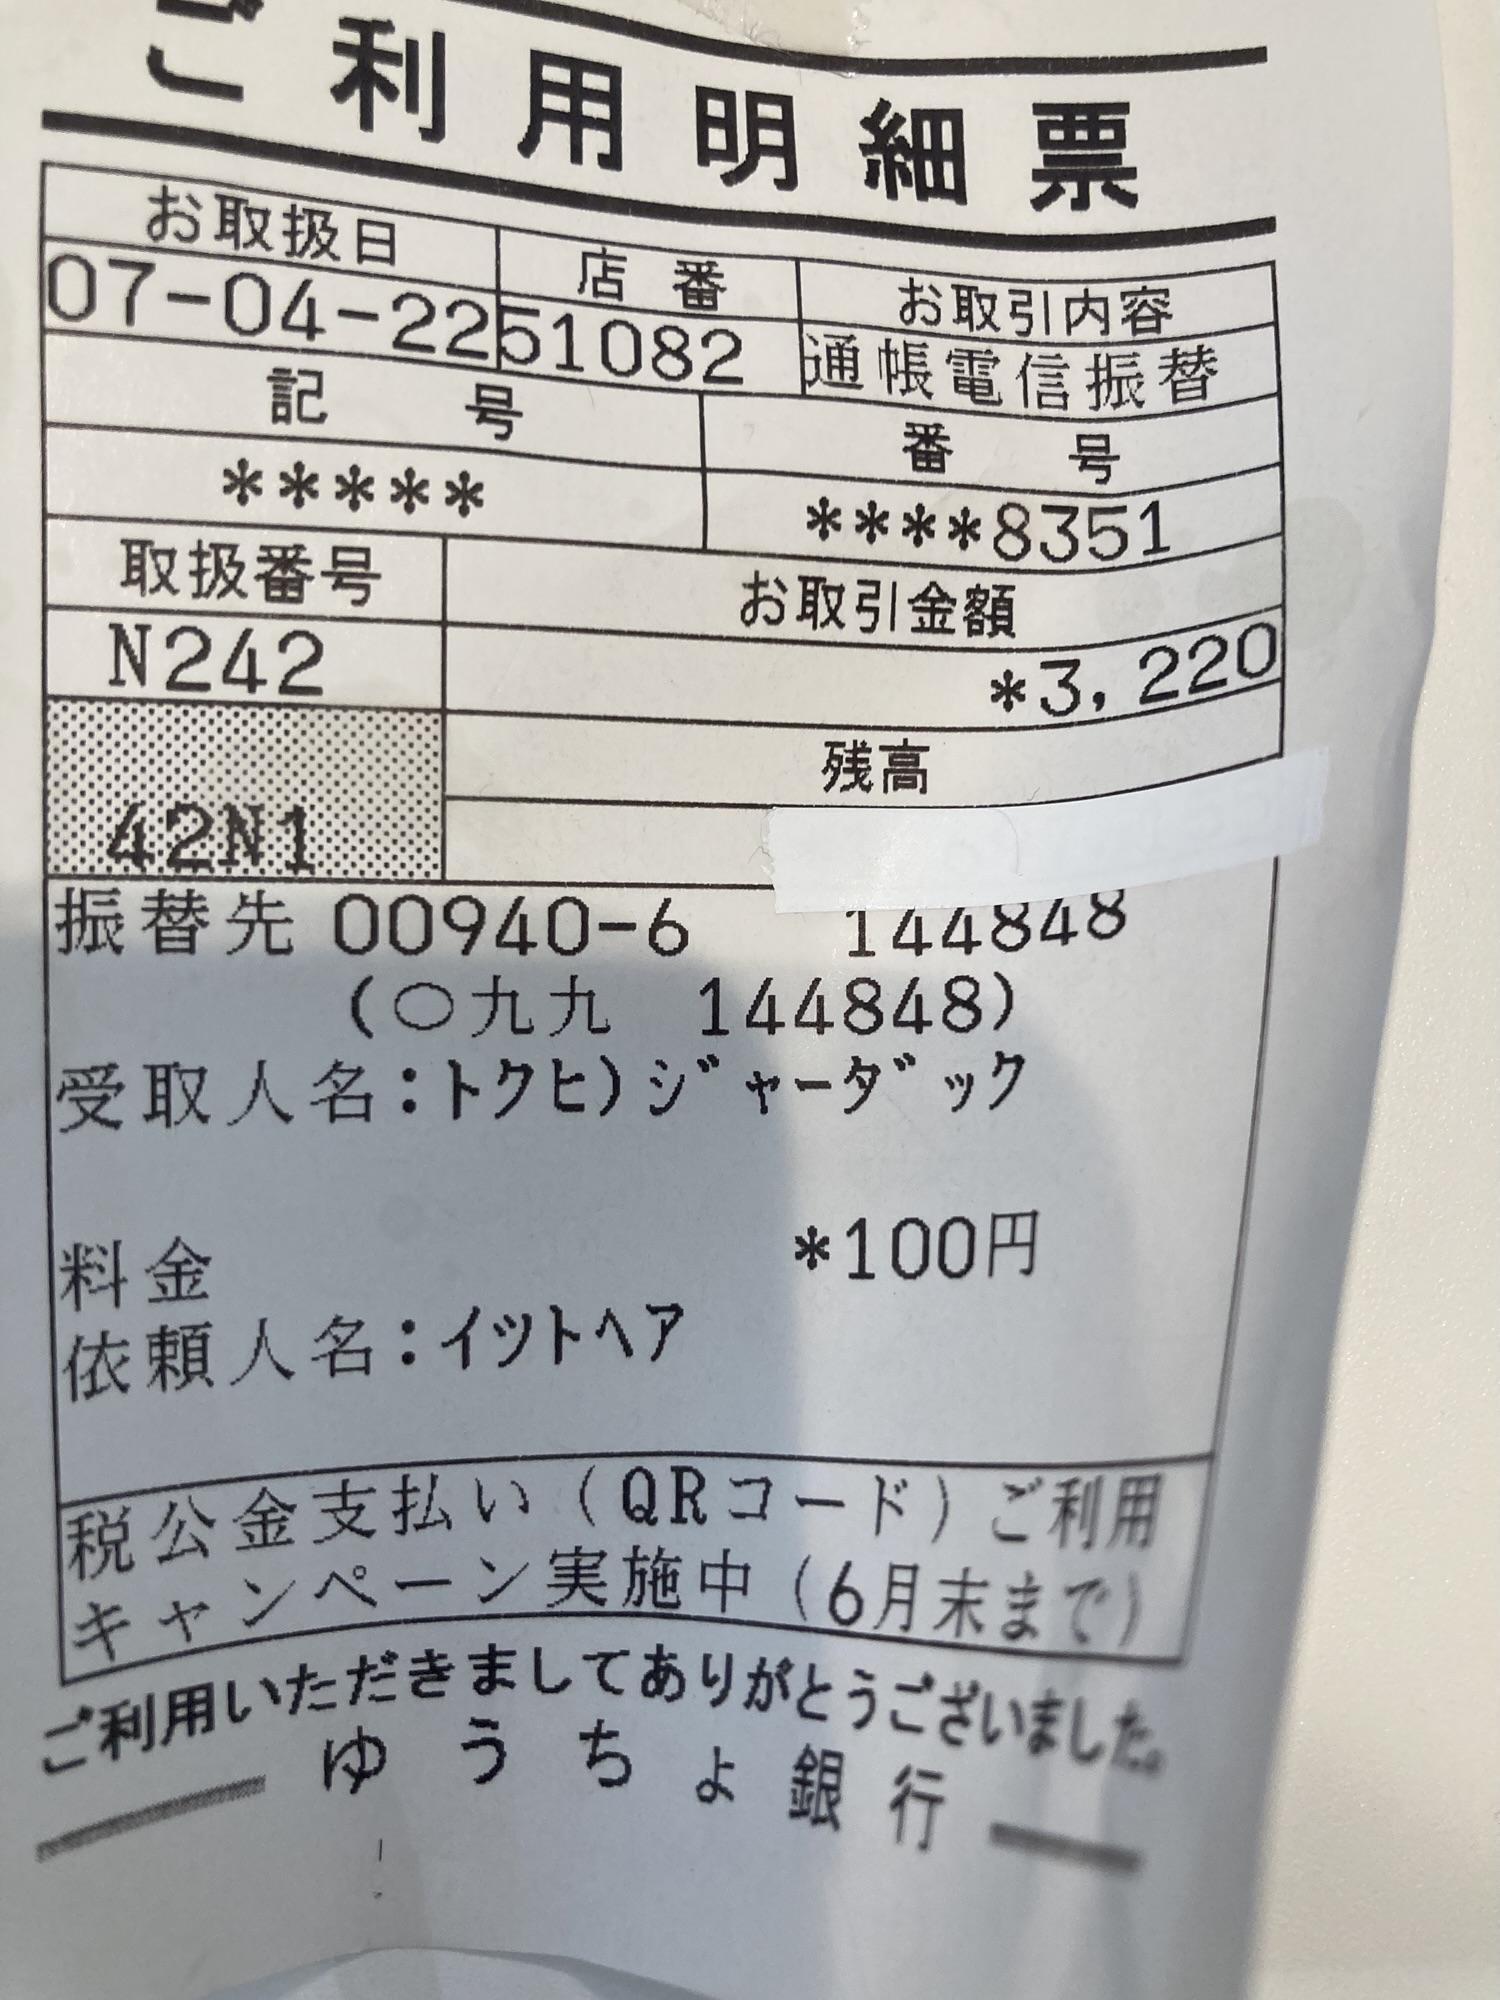 ご利用明細票
お取扱日 店番 お取引内容
07-04-22 51082 通帳電信振替
記号 番号
***** ****8351
取扱番号 お取引金額
N242 *3,220
残高
42N1
振替先 00940-6 144848
(〇九九 144848)
受取人名:トクヒ)ジャーダック
料金 *100円
依頼人名:イツトヘア
税公金支払い(QRコード)ご利用
キャンペーン実施中(6月末まで)
ご利用いただきましてありがとうございました。
ゆうちょ銀行